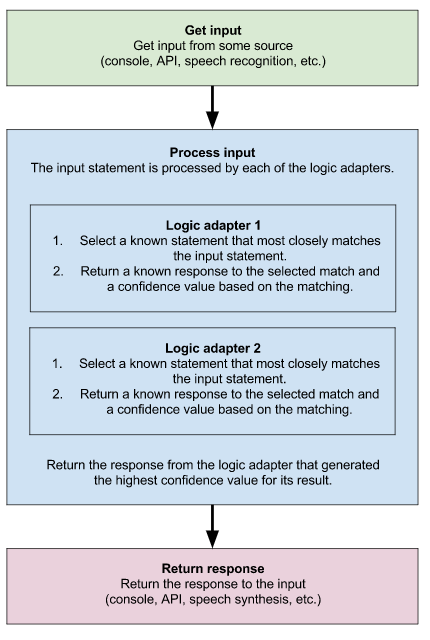 Get input
Get input from some source
(console, API, speech recognition, etc.)
Process input
The input statement is processed by each of the logic adapters.
Logic adapter 1
1. Select a known statement that most closely matches
the input statement.
2. Return a known response to the selected match and
a confidence value based on the matching.
Logic adapter 2
1. Select a known statement that most closely matches
the input statement.
2. Return a known response to the selected match and
a confidence value based on the matching.
Return the response from the logic adapter that generated
the highest confidence value for its result.
Return response
Return the response to the input
(console, API, speech synthesis, etc.)